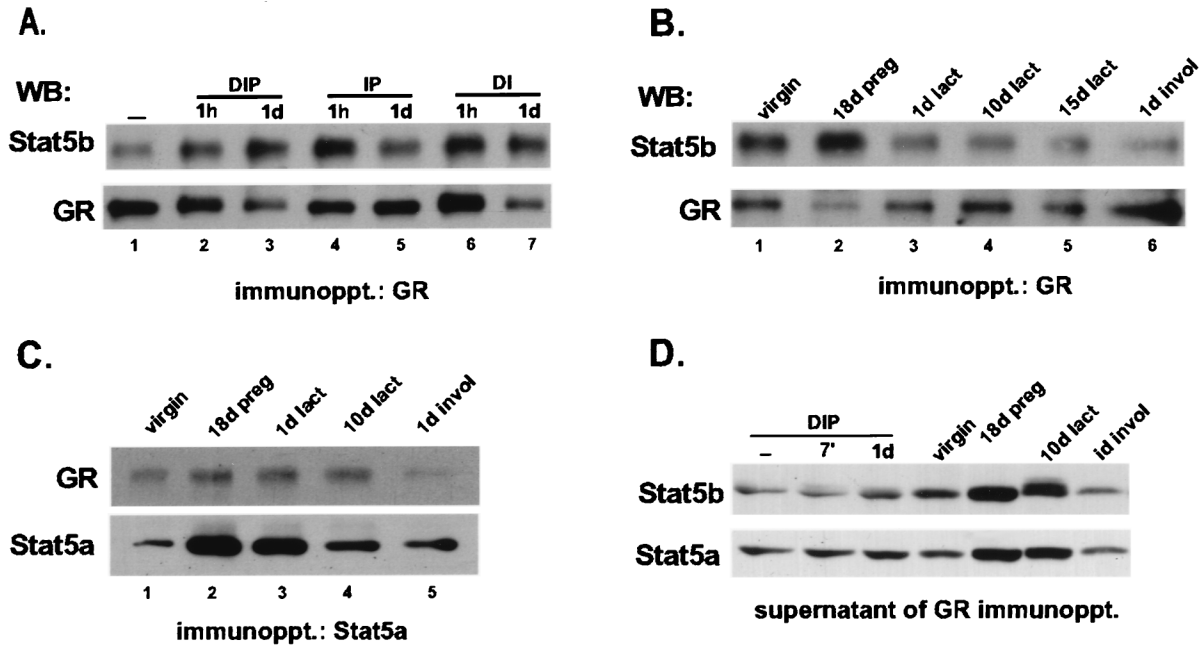 A.
DIP IP DI
WB: — 1h 1d 1h 1d 1h 1d
Stat5b
GR
1 2 3 4 5 6 7
immunoppt.: GR
B.
virgin 18d preg 1d lact 10d lact 15d lact 1d invol
WB:
Stat5b
GR
1 2 3 4 5 6
immunoppt.: GR
C.
virgin 18d preg 1d lact 10d lact 1d invol
GR
Stat5a
1 2 3 4 5
immunoppt.: Stat5a
D.
DIP
– 7' 1d virgin 18d preg 10d lact id invol
Stat5b
Stat5a
supernatant of GR immunoppt.